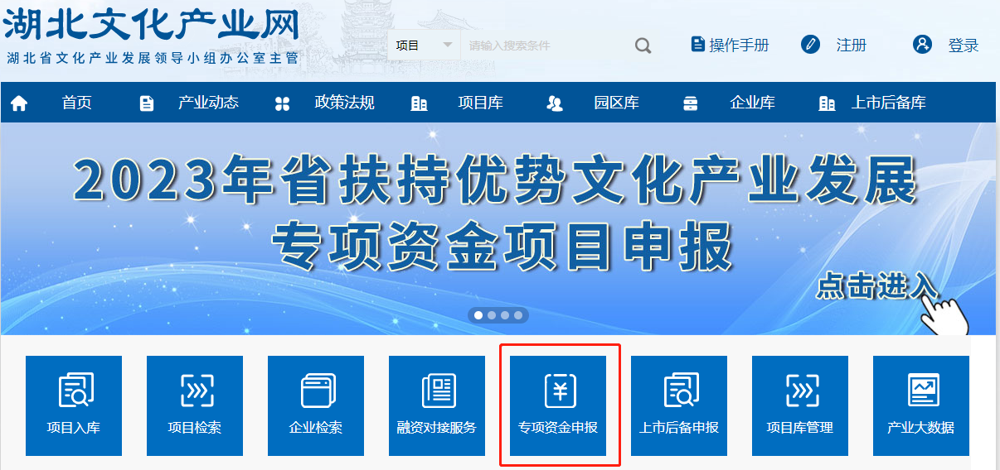 湖北文化产业网
湖北省文化产业发展领导小组办公室主管
项目 请输入搜索条件 操作手册 注册 登录
首页 产业动态 政策法规 项目库 园区库 企业库 上市后备库
2023年省扶持优势文化产业发展
专项资金项目申报
点击进入
项目入库 项目检索 企业检索 融资对接服务 专项资金申报 上市后备申报 项目库管理 产业大数据